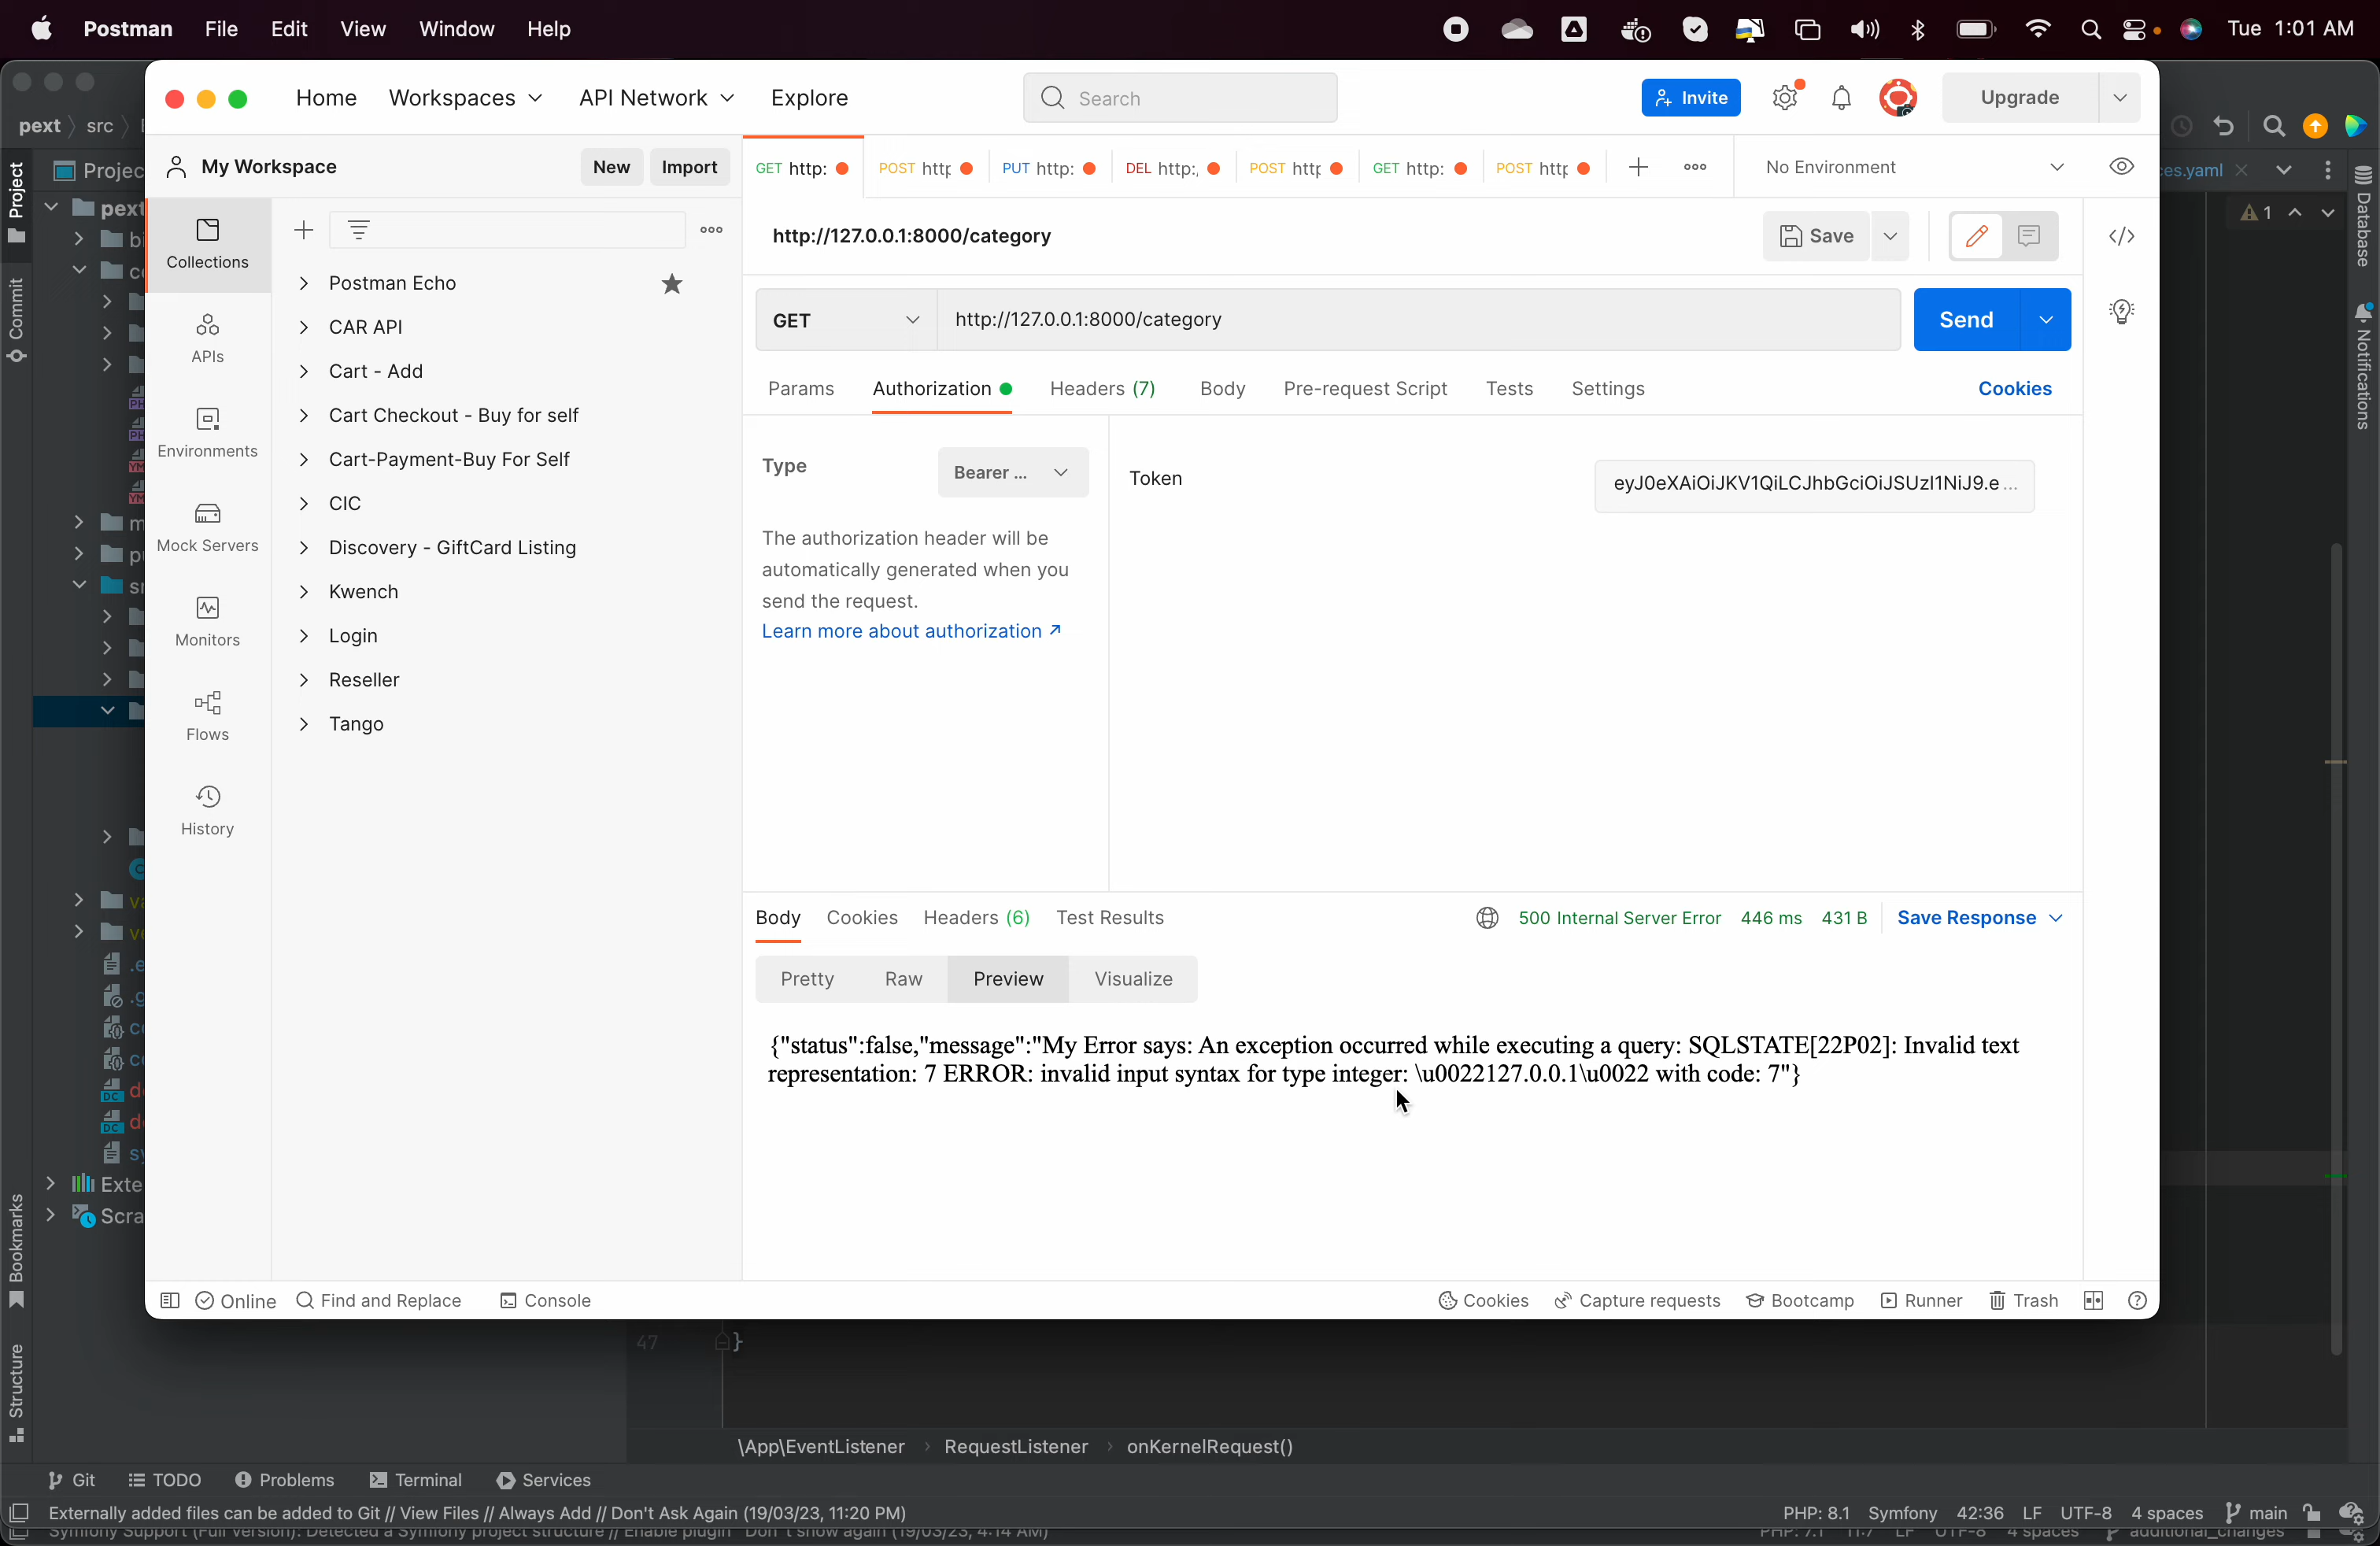 Postman File Edit View Window Help Tue 1:01 AM
Home Workspaces API Network Explore Search Invite Upgrade
pext src
Project
Commit
Bookmarks
Structure
pext
Database
Notifications
My Workspace New Import
GET http: POST http PUT http: DEL http: POST http GET http: POST http No Environment
Collections
APIs
Environments
Mock Servers
Monitors
Flows
History
Postman Echo
CAR API
Cart - Add
Cart Checkout - Buy for self
Cart-Payment-Buy For Self
CIC
Discovery - GiftCard Listing
Kwench
Login
Reseller
Tango
http://127.0.0.1:8000/category Save
GET http://127.0.0.1:8000/category Send
Params Authorization Headers (7) Body Pre-request Script Tests Settings Cookies
Type Bearer ... Token eyJ0eXAiOiJKV1QiLCJhbGciOiJSUzI1NiJ9.e ...
The authorization header will be
automatically generated when you
send the request.
Learn more about authorization ↗
Body Cookies Headers (6) Test Results 500 Internal Server Error 446 ms 431 B Save Response
Pretty Raw Preview Visualize
{"status":false,"message":"My Error says: An exception occurred while executing a query: SQLSTATE[22P02]: Invalid text
representation: 7 ERROR: invalid input syntax for type integer: \u0022127.0.0.1\u0022 with code: 7"}
Online Find and Replace Console Cookies Capture requests Bootcamp Runner Trash
47 }
\App\EventListener RequestListener onKernelRequest()
Git TODO Problems Terminal Services
Externally added files can be added to Git // View Files // Always Add // Don't Ask Again (19/03/23, 11:20 PM) PHP: 8.1 Symfony 42:36 LF UTF-8 4 spaces main